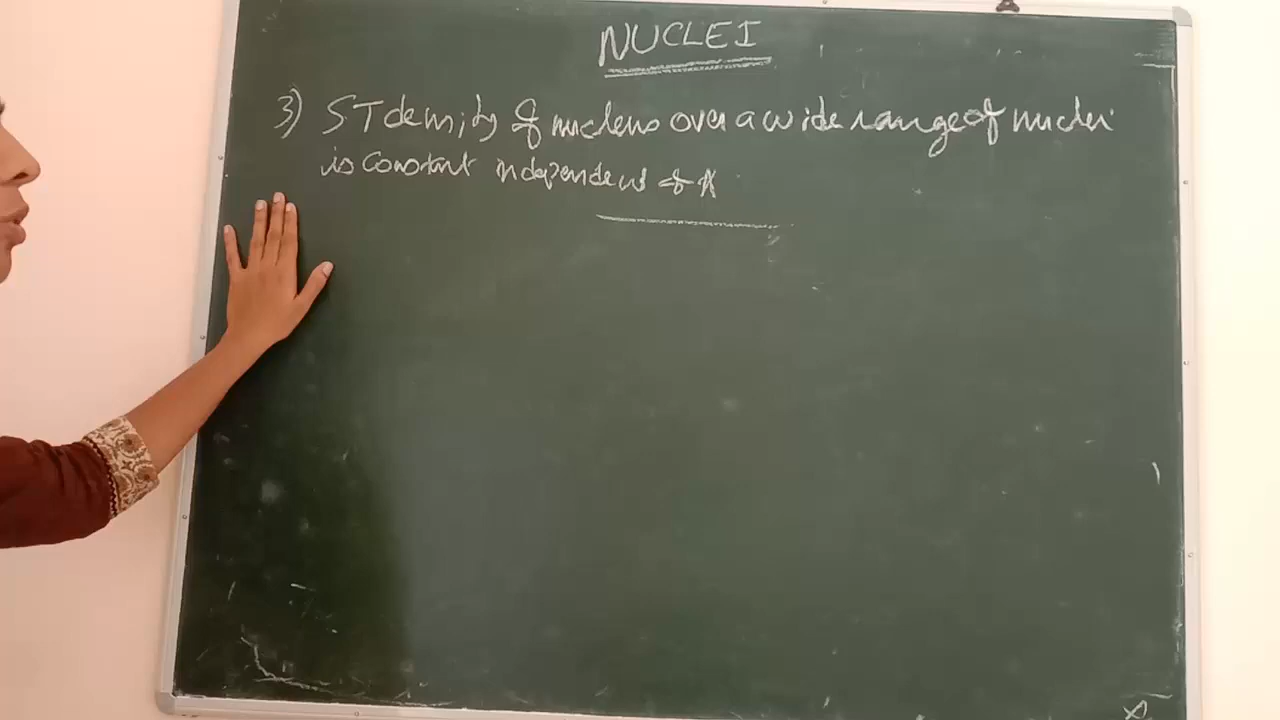 NUCLEI
3) ST density of nucleus over a wide range of nuclei
is constant independent of A